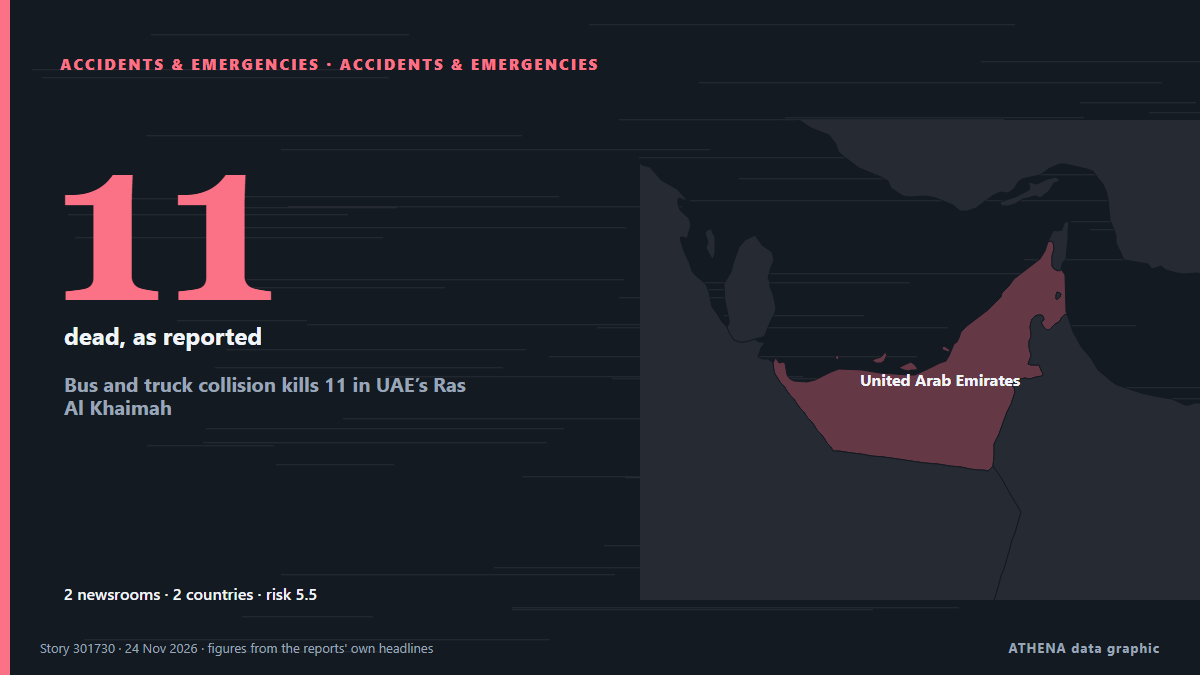 ACCIDENTS & EMERGENCIES · ACCIDENTS & EMERGENCIES
11
dead, as reported
Bus and truck collision kills 11 in UAE’s Ras
Al Khaimah
United Arab Emirates
2 newsrooms · 2 countries · risk 5.5
Story 301730 · 24 Nov 2026 · figures from the reports' own headlines
ATHENA data graphic